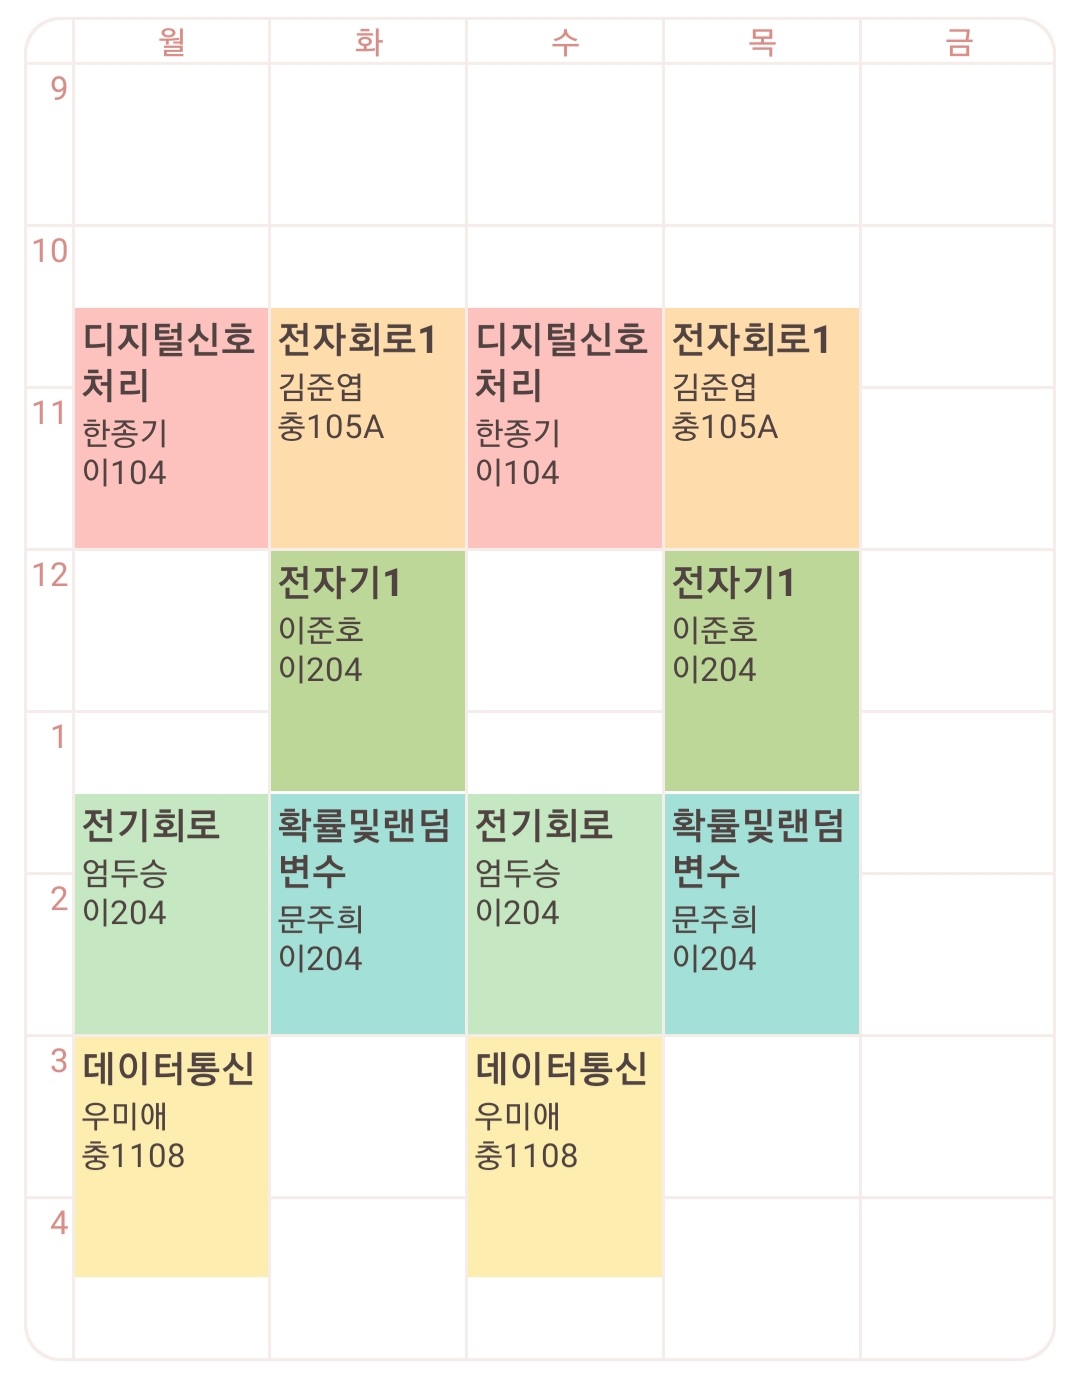 월 화 수 목 금
9
10
디지털신호
처리
한종기
이104
전자회로1
김준엽
충105A
디지털신호
처리
한종기
이104
전자회로1
김준엽
충105A
11
12
전자기1
이준호
이204
전자기1
이준호
이204
1
전기회로
엄두승
이204
확률및랜덤
변수
문주희
이204
전기회로
엄두승
이204
확률및랜덤
변수
문주희
이204
2
3
데이터통신
우미애
충1108
데이터통신
우미애
충1108
4